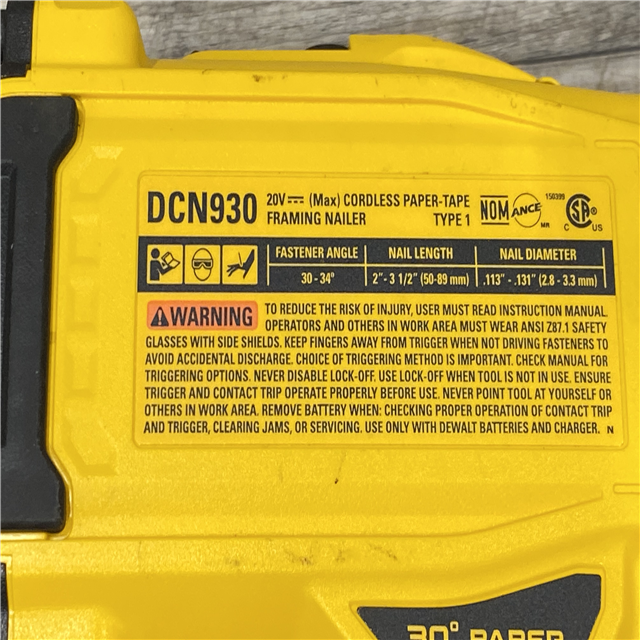 DCN930 20V (Max) CORDLESS PAPER-TAPE
FRAMING NAILER TYPE 1
NOM ANCE MR 150399 CSA ® C US
FASTENER ANGLE NAIL LENGTH NAIL DIAMETER
30 - 34° 2" - 3 1/2" (50-89 mm) .113" - .131" (2.8 - 3.3 mm)
WARNING TO REDUCE THE RISK OF INJURY, USER MUST READ INSTRUCTION MANUAL.
OPERATORS AND OTHERS IN WORK AREA MUST WEAR ANSI Z87.1 SAFETY
GLASSES WITH SIDE SHIELDS. KEEP FINGERS AWAY FROM TRIGGER WHEN NOT DRIVING FASTENERS TO
AVOID ACCIDENTAL DISCHARGE. CHOICE OF TRIGGERING METHOD IS IMPORTANT. CHECK MANUAL FOR
TRIGGERING OPTIONS. NEVER DISABLE LOCK-OFF. USE LOCK-OFF WHEN TOOL IS NOT IN USE. ENSURE
TRIGGER AND CONTACT TRIP OPERATE PROPERLY BEFORE USE. NEVER POINT TOOL AT YOURSELF OR
OTHERS IN WORK AREA. REMOVE BATTERY WHEN: CHECKING PROPER OPERATION OF CONTACT TRIP
AND TRIGGER, CLEARING JAMS, OR SERVICING. USE ONLY WITH DEWALT BATTERIES AND CHARGER. N
30° PAPER